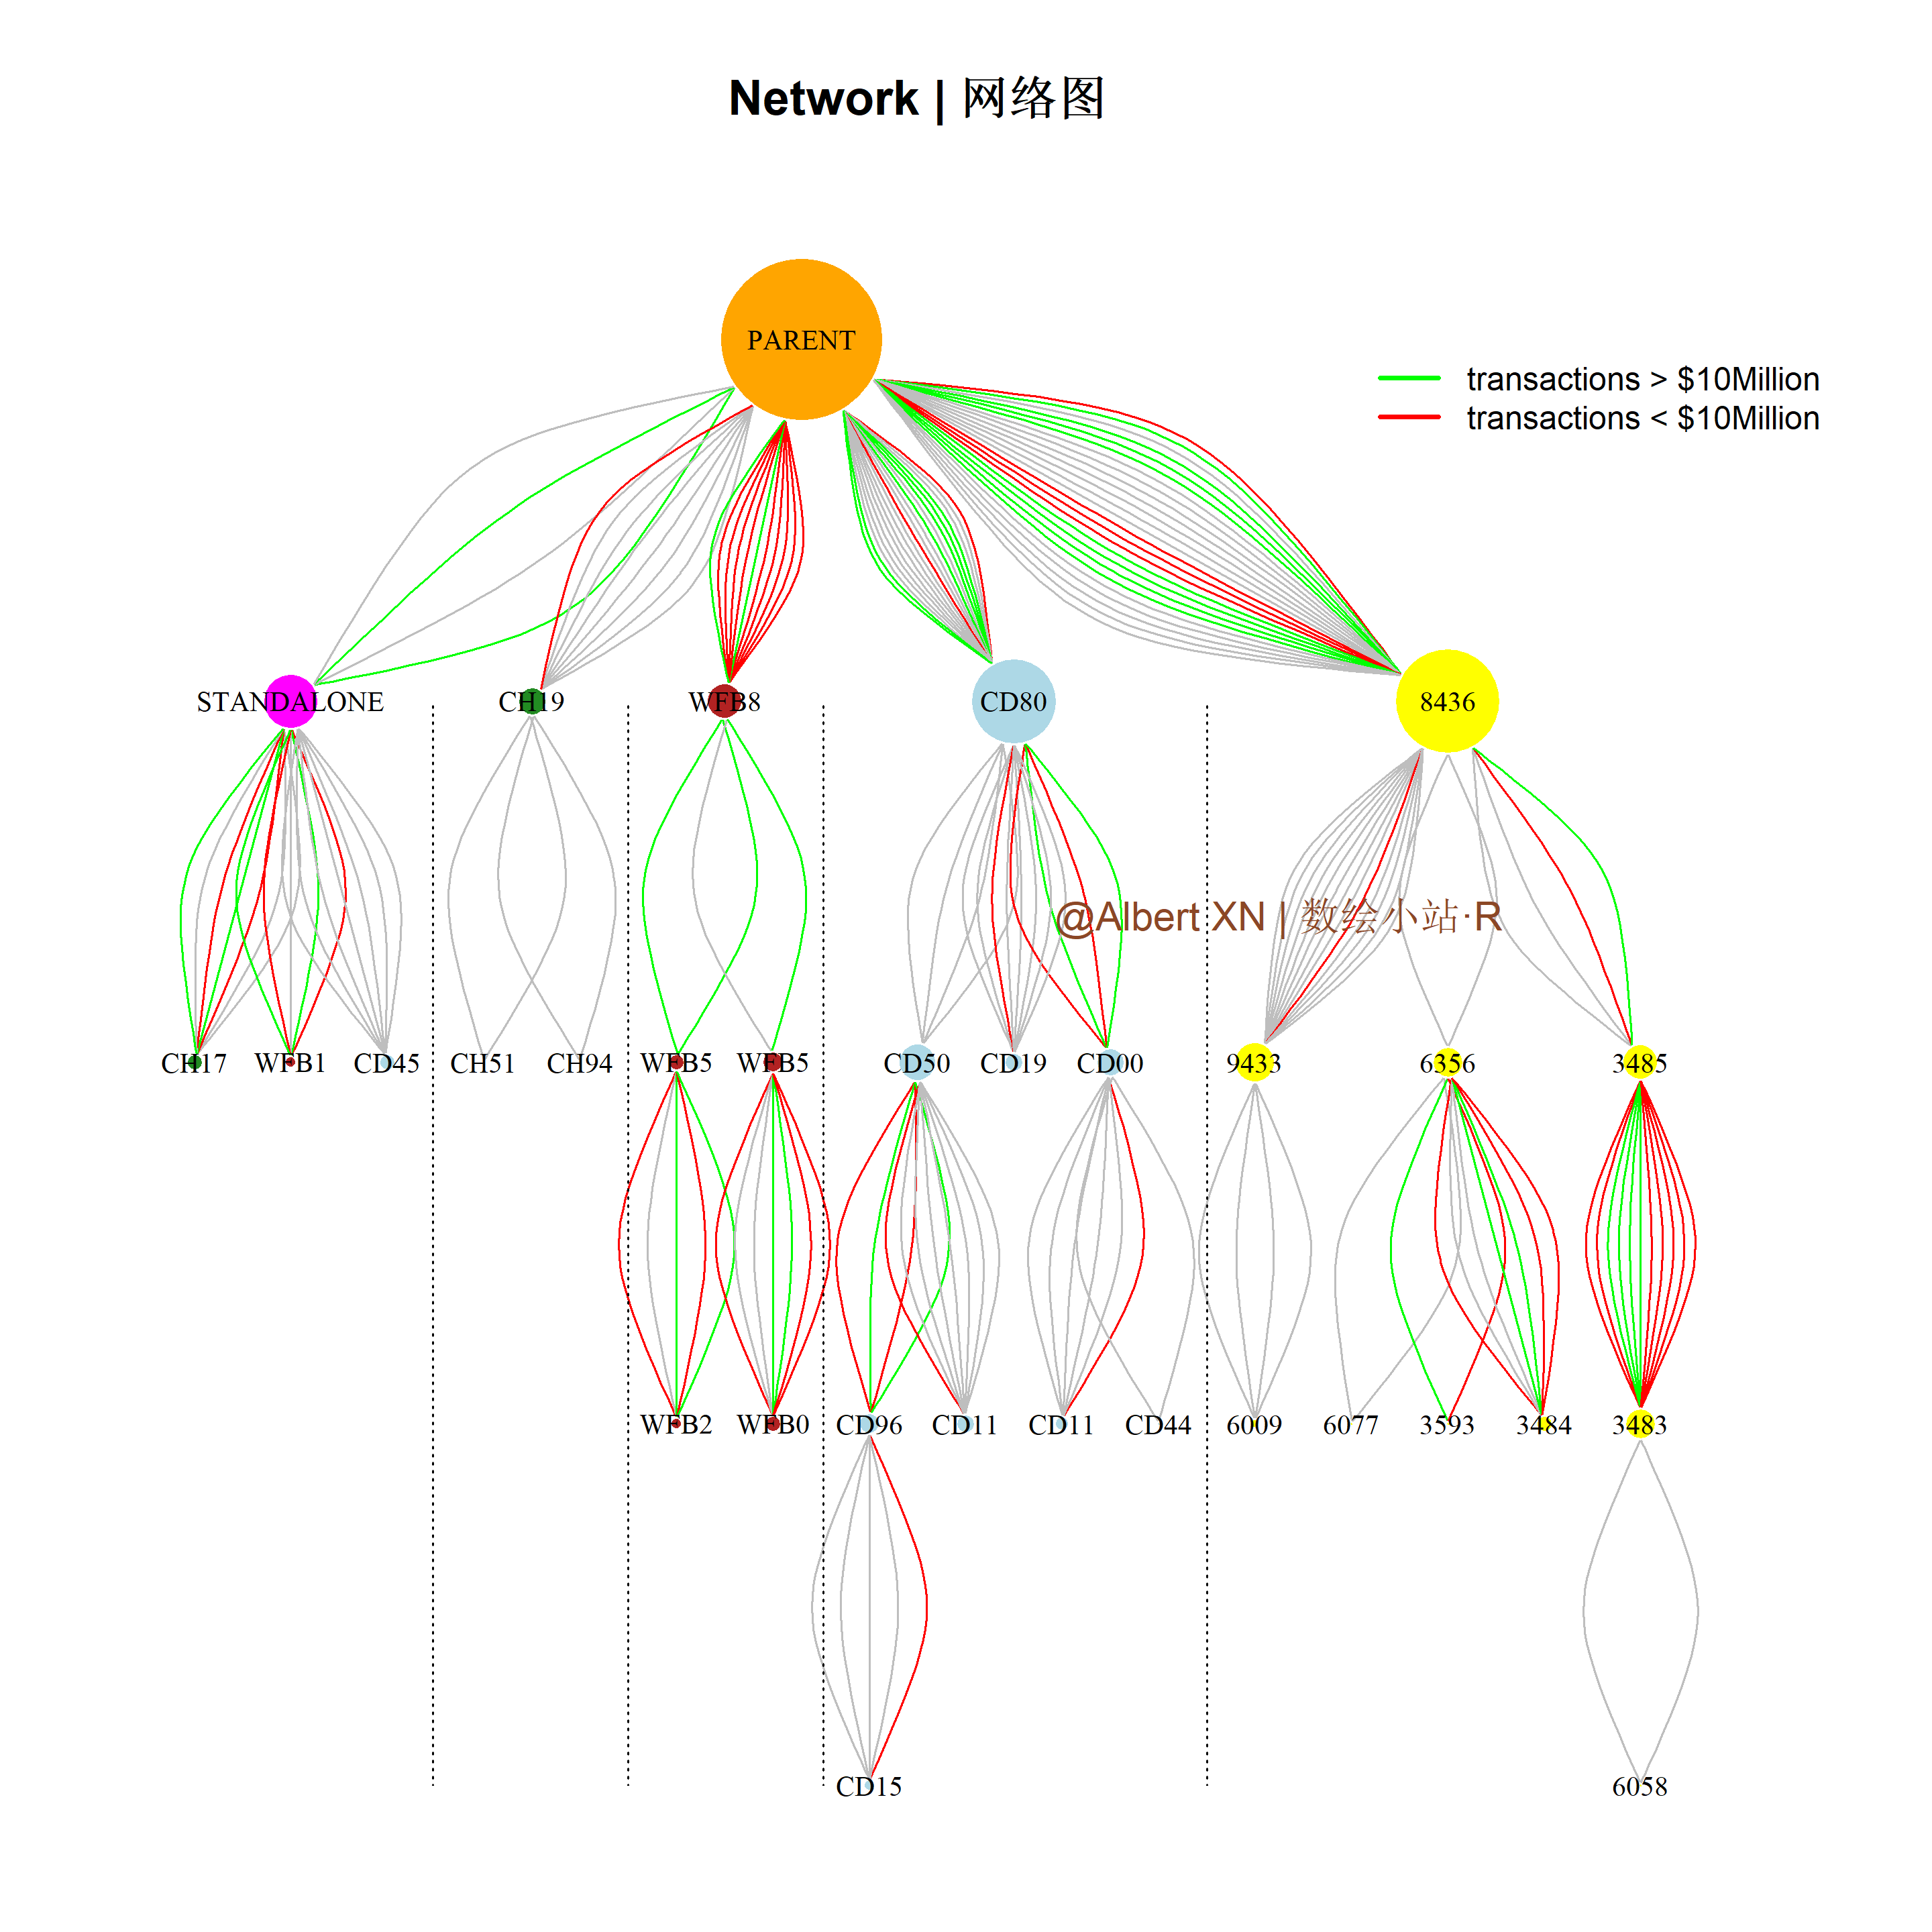 Network | 网络图
PARENT
transactions > $10Million
transactions < $10Million
STANDALONE CH19 WFB8 CD80 8436
@Albert XN | 数绘小站·R
CH17 WFB1 CD45 CH51 CH94 WFB5 WFB5 CD50 CD19 CD00 9433 6356 3485
WFB2 WFB0 CD96 CD11 CD11 CD44 6009 6077 3593 3484 3483
CD15 6058